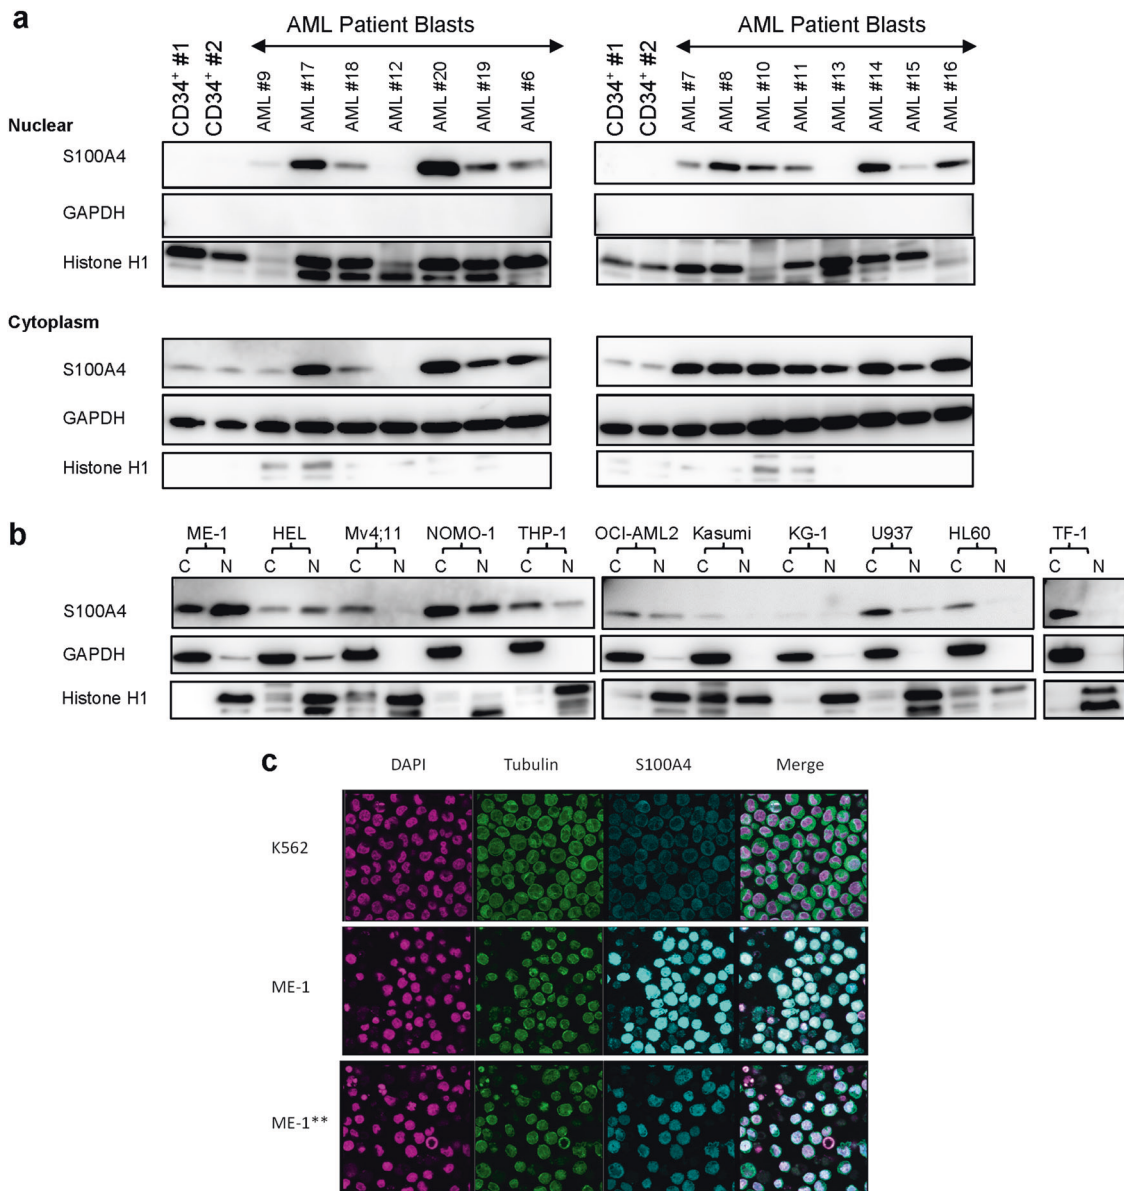 a
AML Patient Blasts
AML Patient Blasts
CD34+ #1
CD34+ #2
AML #9
AML #17
AML #18
AML #12
AML #20
AML #19
AML #6
CD34+ #1
CD34+ #2
AML #7
AML #8
AML #10
AML #11
AML #13
AML #14
AML #15
AML #16
Nuclear
S100A4
GAPDH
Histone H1
Cytoplasm
S100A4
GAPDH
Histone H1
b
ME-1 HEL Mv4;11 NOMO-1 THP-1 OCI-AML2 Kasumi KG-1 U937 HL60 TF-1
C N C N C N C N C N C N C N C N C N C N C N
S100A4
GAPDH
Histone H1
c
DAPI Tubulin S100A4 Merge
K562
ME-1
ME-1**